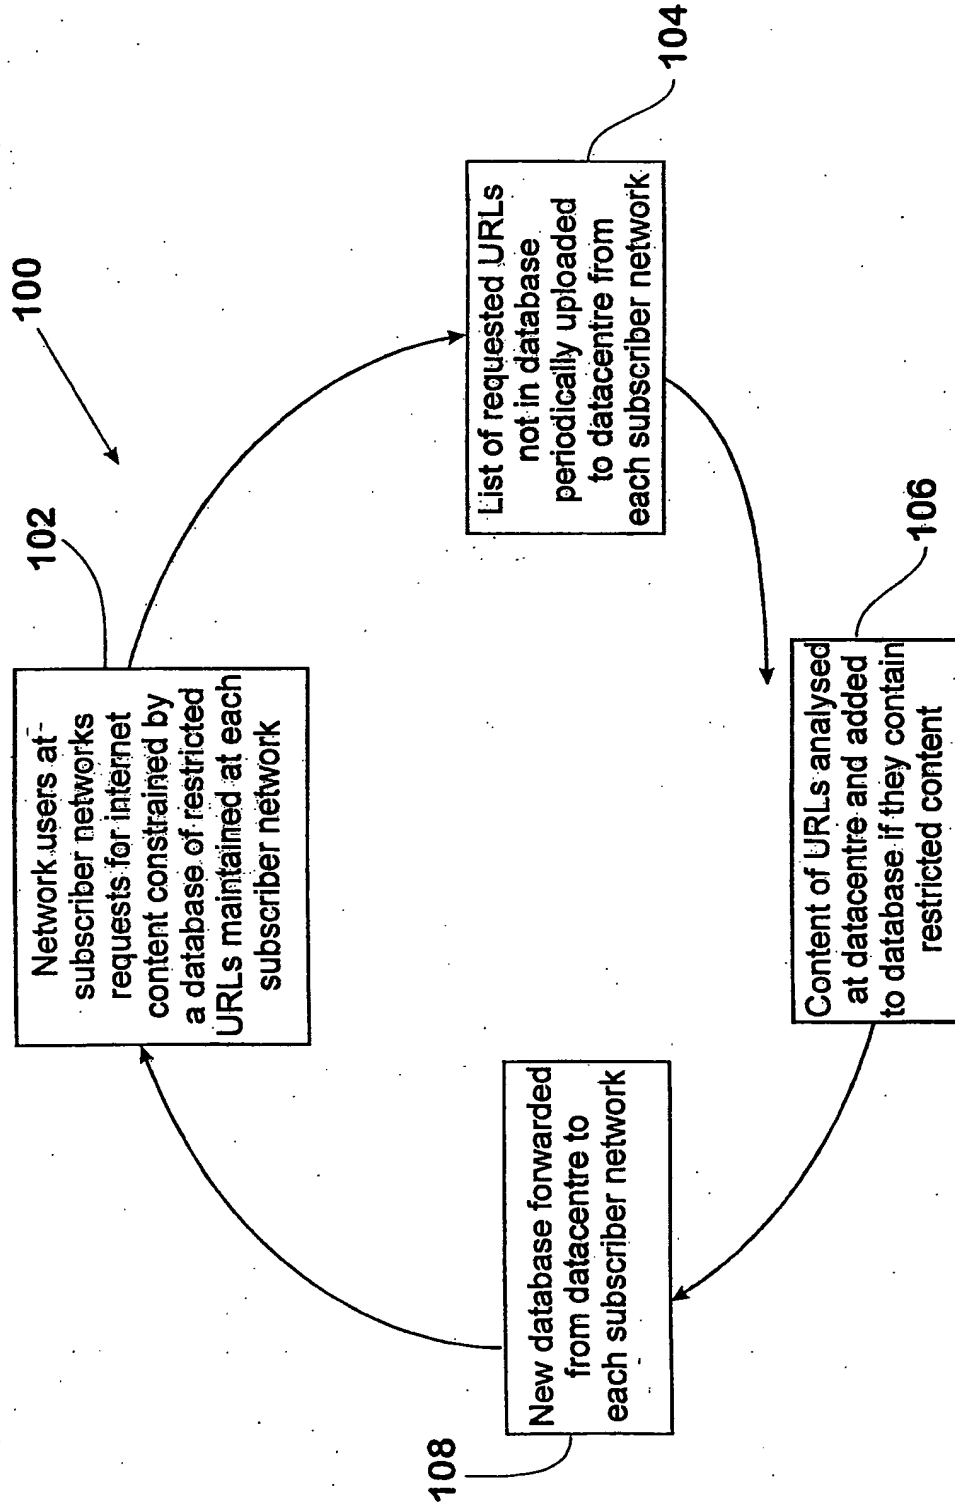 100
102
Network users at
subscriber networks
requests for internet
content constrained by
a database of restricted
URLs maintained at each
subscriber network
104
List of requested URLs
not in database
periodically uploaded
to datacentre from
each subscriber network
106
Content of URLs analysed
at datacentre and added
to database if they contain
restricted content
108
New database forwarded
from datacentre to
each subscriber network